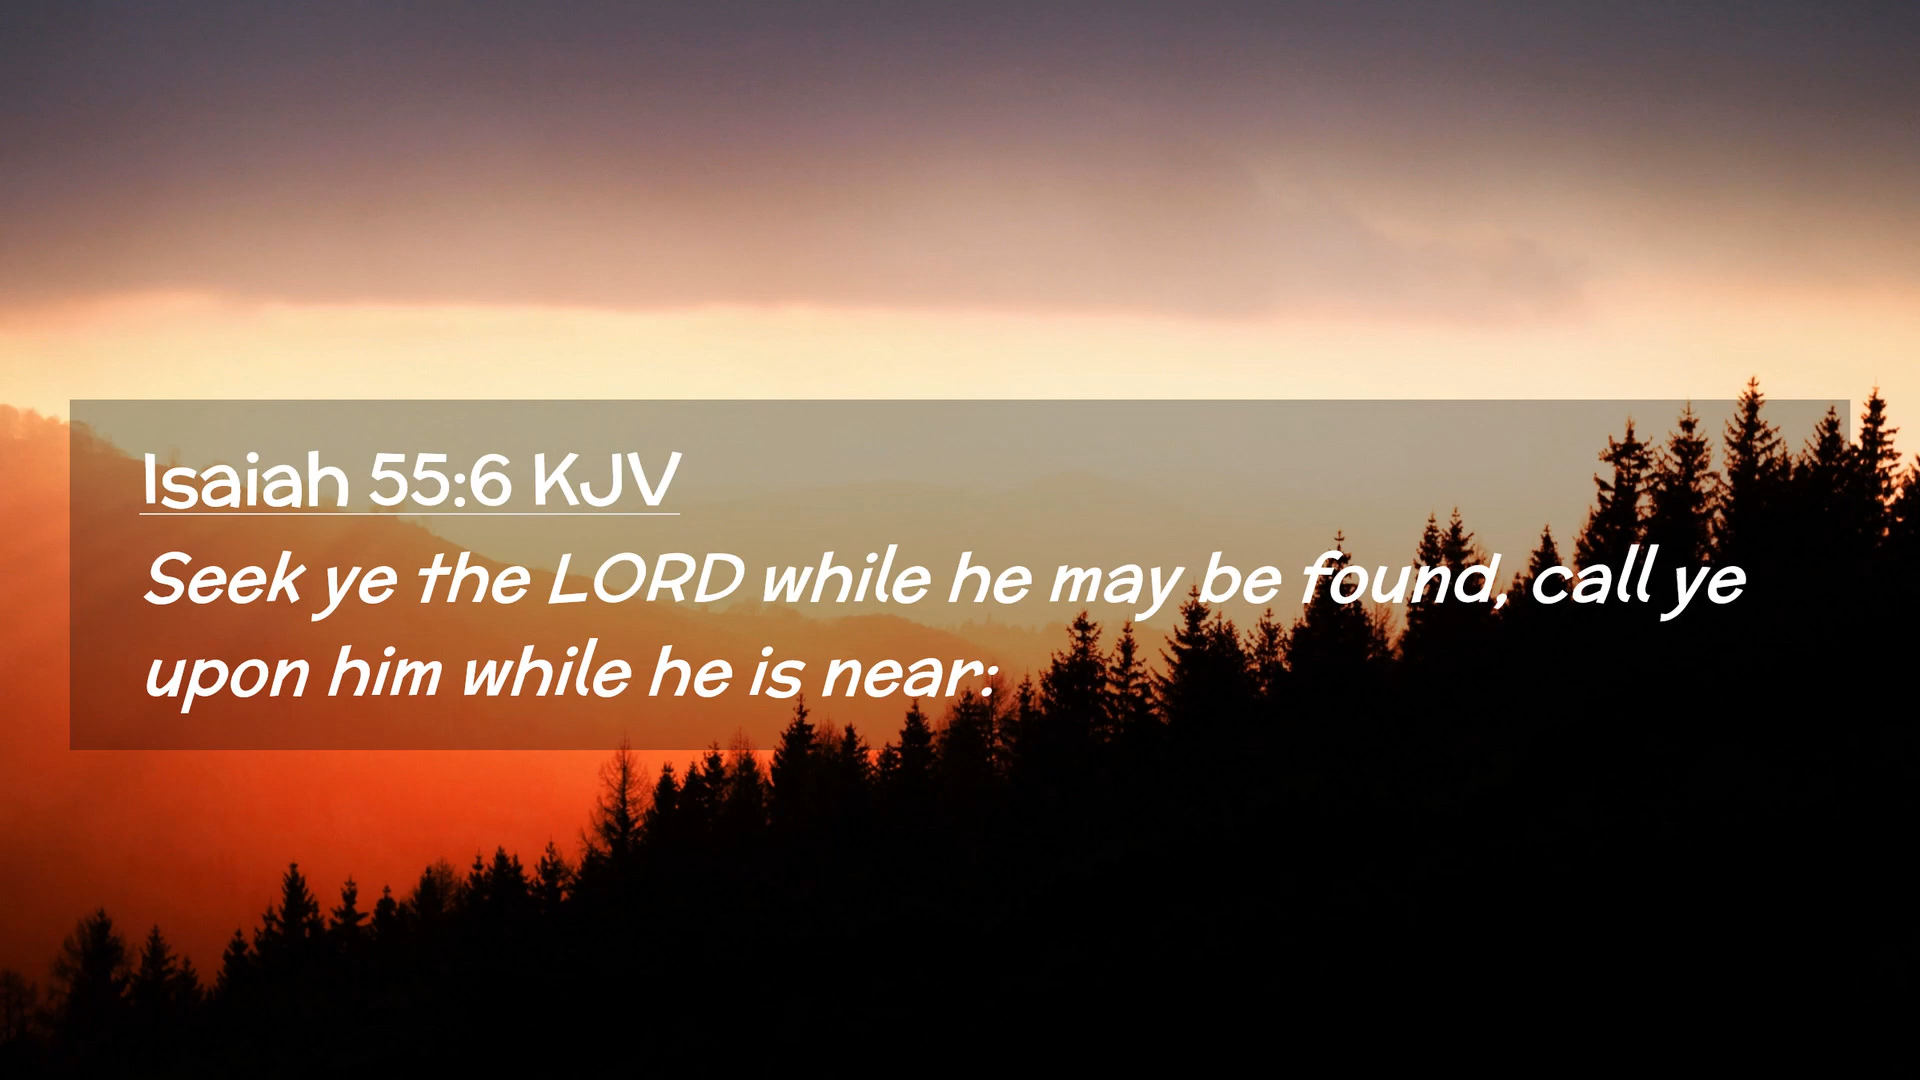 Isaiah 55:6 KJV
Seek ye the LORD while he may be found, call ye
upon him while he is near: